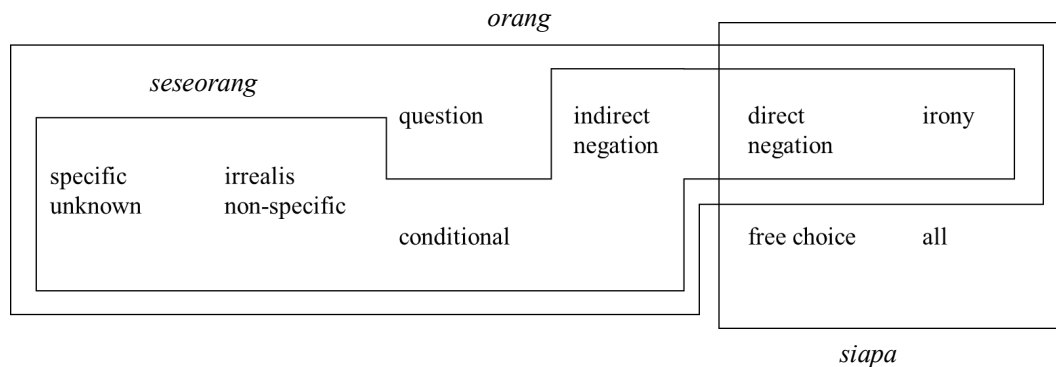 orang
seseorang
question
indirect
negation
direct
negation
irony
specific
unknown
irrealis
non-specific
conditional
free choice
all
siapa